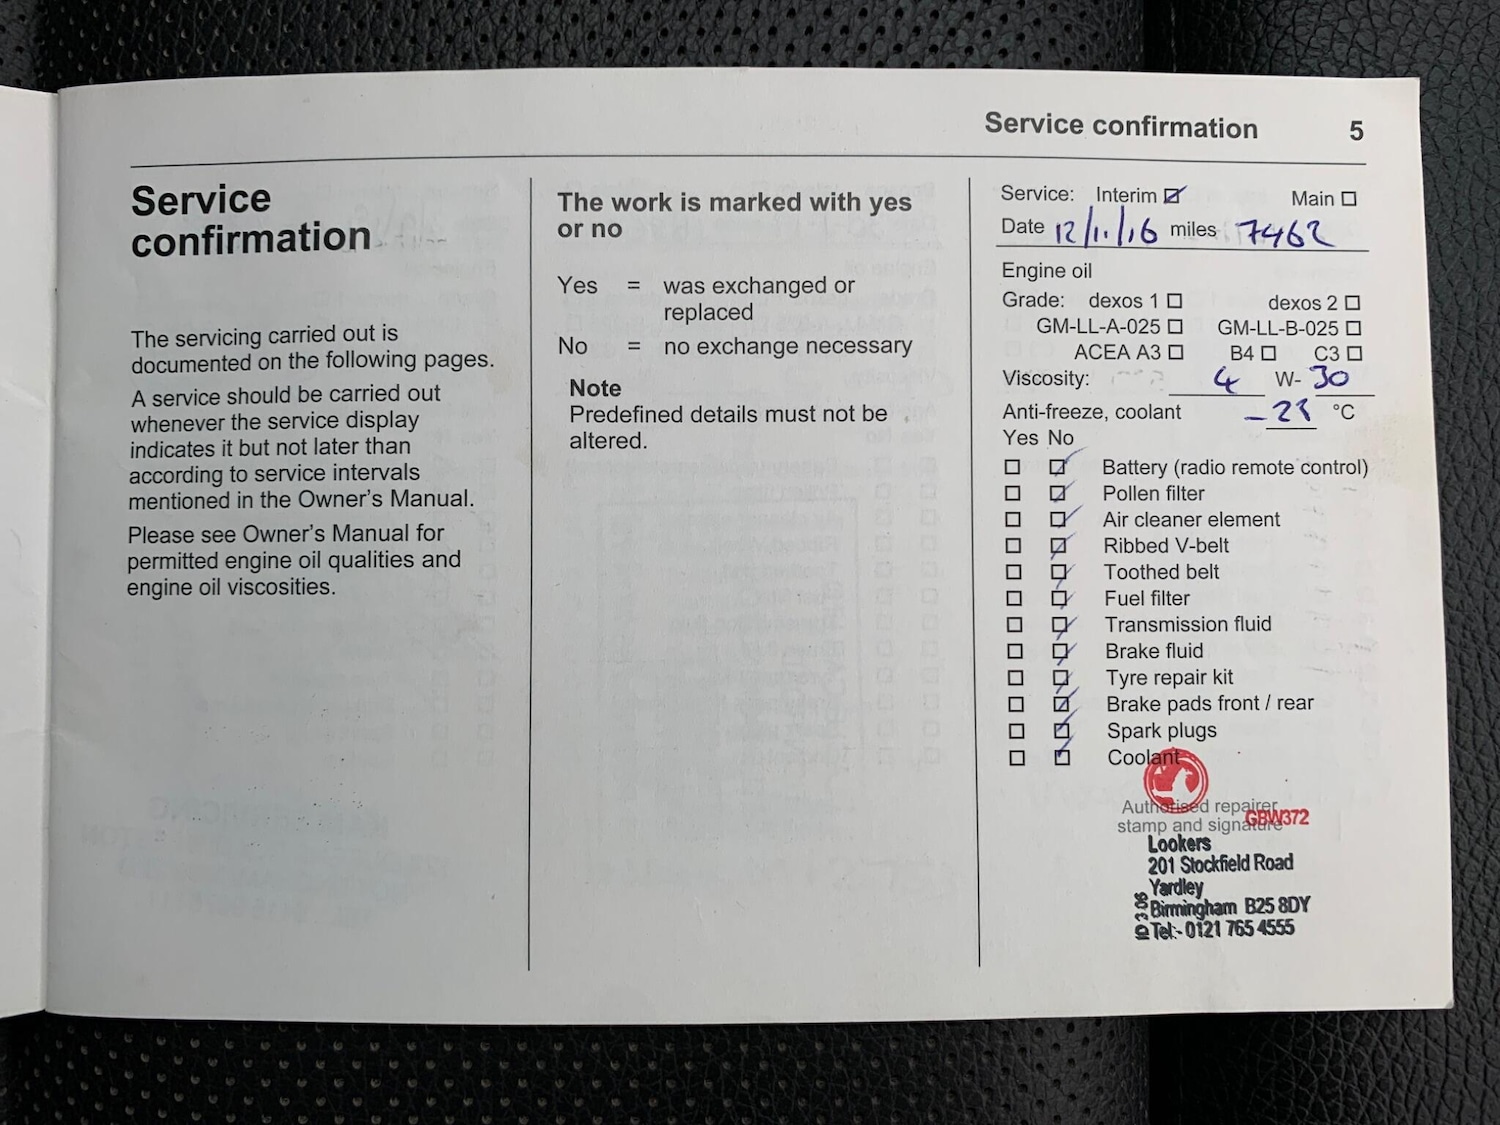 Service confirmation 5
Service
confirmation
The servicing carried out is
documented on the following pages.
A service should be carried out
whenever the service display
indicates it but not later than
according to service intervals
mentioned in the Owner's Manual.
Please see Owner's Manual for
permitted engine oil qualities and
engine oil viscosities.
The work is marked with yes
or no
Yes = was exchanged or
replaced
No = no exchange necessary
Note
Predefined details must not be
altered.
Service: Interim ☑ Main ☐
Date 12/11/16 miles 7462
Engine oil
Grade: dexos 1 ☐ dexos 2 ☐
GM-LL-A-025 ☐ GM-LL-B-025 ☐
ACEA A3 ☐ B4 ☐ C3 ☐
Viscosity: 4 W- 30
Anti-freeze, coolant °C
Yes No
☐ ☑ Battery (radio remote control)
☐ ☑ Pollen filter
☐ ☑ Air cleaner element
☐ ☑ Ribbed V-belt
☐ ☑ Toothed belt
☐ ☑ Fuel filter
☐ ☑ Transmission fluid
☐ ☑ Brake fluid
☐ ☑ Tyre repair kit
☐ ☑ Brake pads front / rear
☐ ☑ Spark plugs
☐ ☑ Coolant
Authorised repairer
stamp and signature
GBW372
Lookers
201 Stockfield Road
Yardley
Birmingham B25 8DY
Tel:- 0121 765 4555